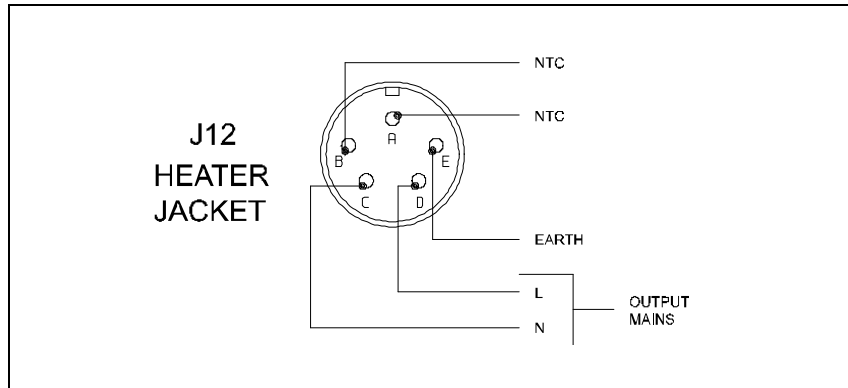 NTC
NTC
J12
HEATER
JACKET
A
B
E
C
D
EARTH
L
N
OUTPUT
MAINS